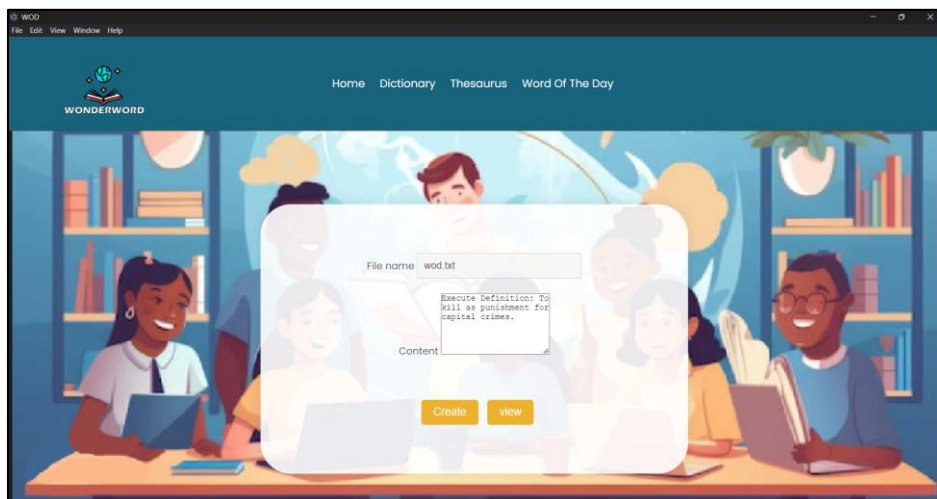 WOD
File Edit View Window Help
WONDERWORD
Home Dictionary Thesaurus Word Of The Day
File name wod.txt
Execute Definition: To
kill as punishment for
capital crimes.
Content
Create view